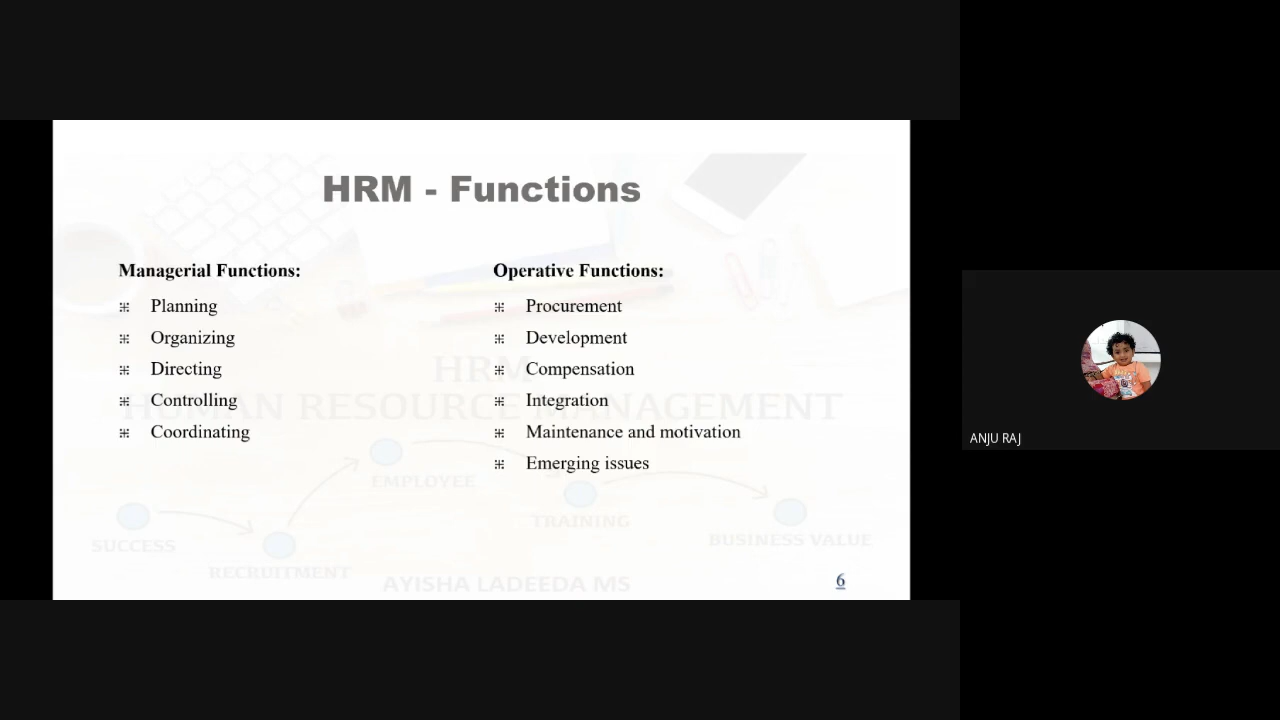 HRM - Functions
Managerial Functions:
Planning
Organizing
Directing
Controlling
Coordinating
Operative Functions:
Procurement
Development
Compensation
Integration
Maintenance and motivation
Emerging issues
HRM
HUMAN RESOURCE MANAGEMENT
EMPLOYEE
SUCCESS
RECRUITMENT
TRAINING
BUSINESS VALUE
AYISHA LADEEDA MS
6
ANJU RAJ